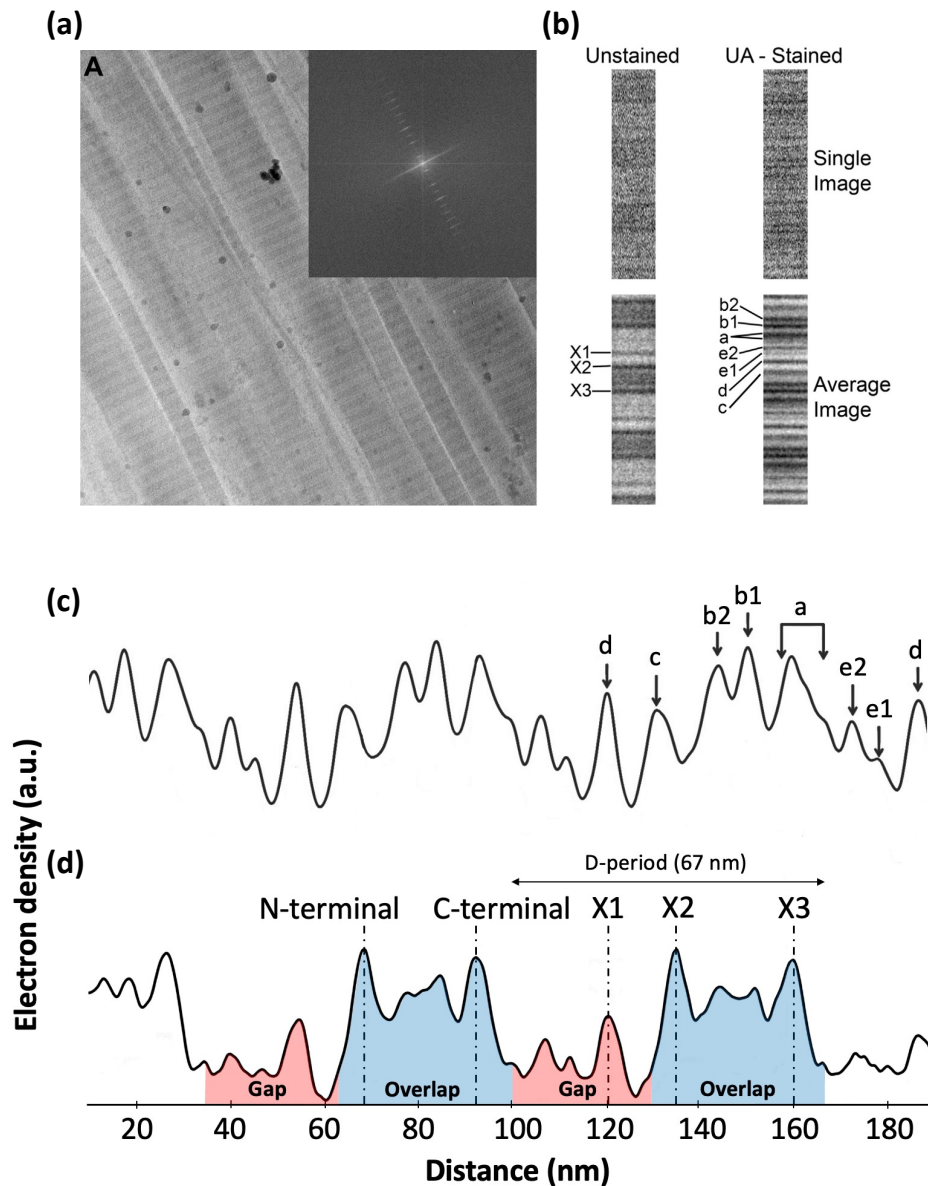 (a)
A
(b)
Unstained
UA - Stained
Single
Image
X1
X2
X3
b2
b1
a
e2
e1
d
c
Average
Image
(c)
d
c
b2
b1
a
e2
e1
d
Electron density (a.u.)
(d)
D-period (67 nm)
N-terminal
C-terminal
X1
X2
X3
Gap
Overlap
Gap
Overlap
20
40
60
80
100
120
140
160
180
Distance (nm)